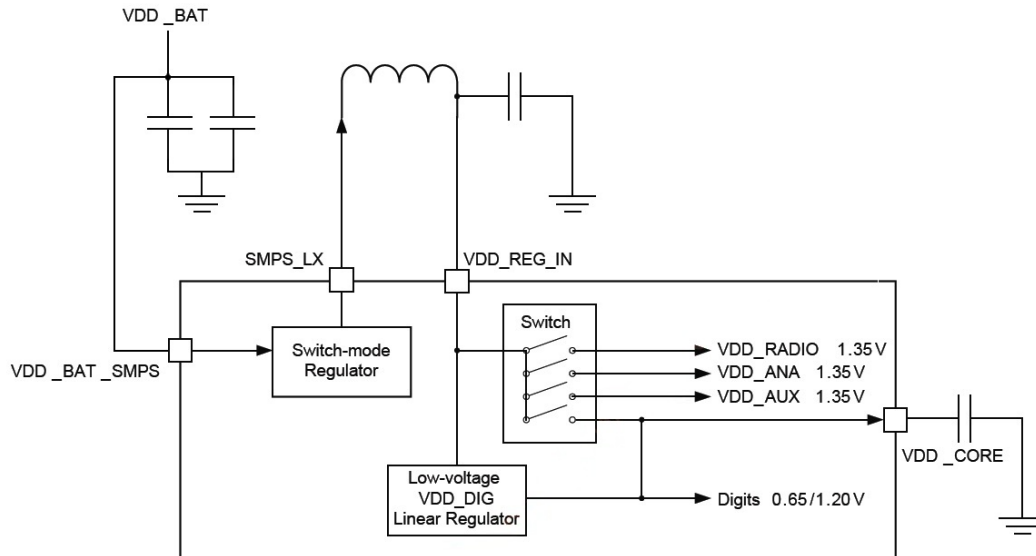 VDD _BAT
SMPS_LX
VDD_REG_IN
Switch
Switch-mode
Regulator
VDD _BAT _SMPS
VDD_RADIO 1.35 V
VDD_ANA 1.35 V
VDD_AUX 1.35 V
VDD _CORE
Low-voltage
VDD_DIG
Linear Regulator
Digits 0.65/1.20 V